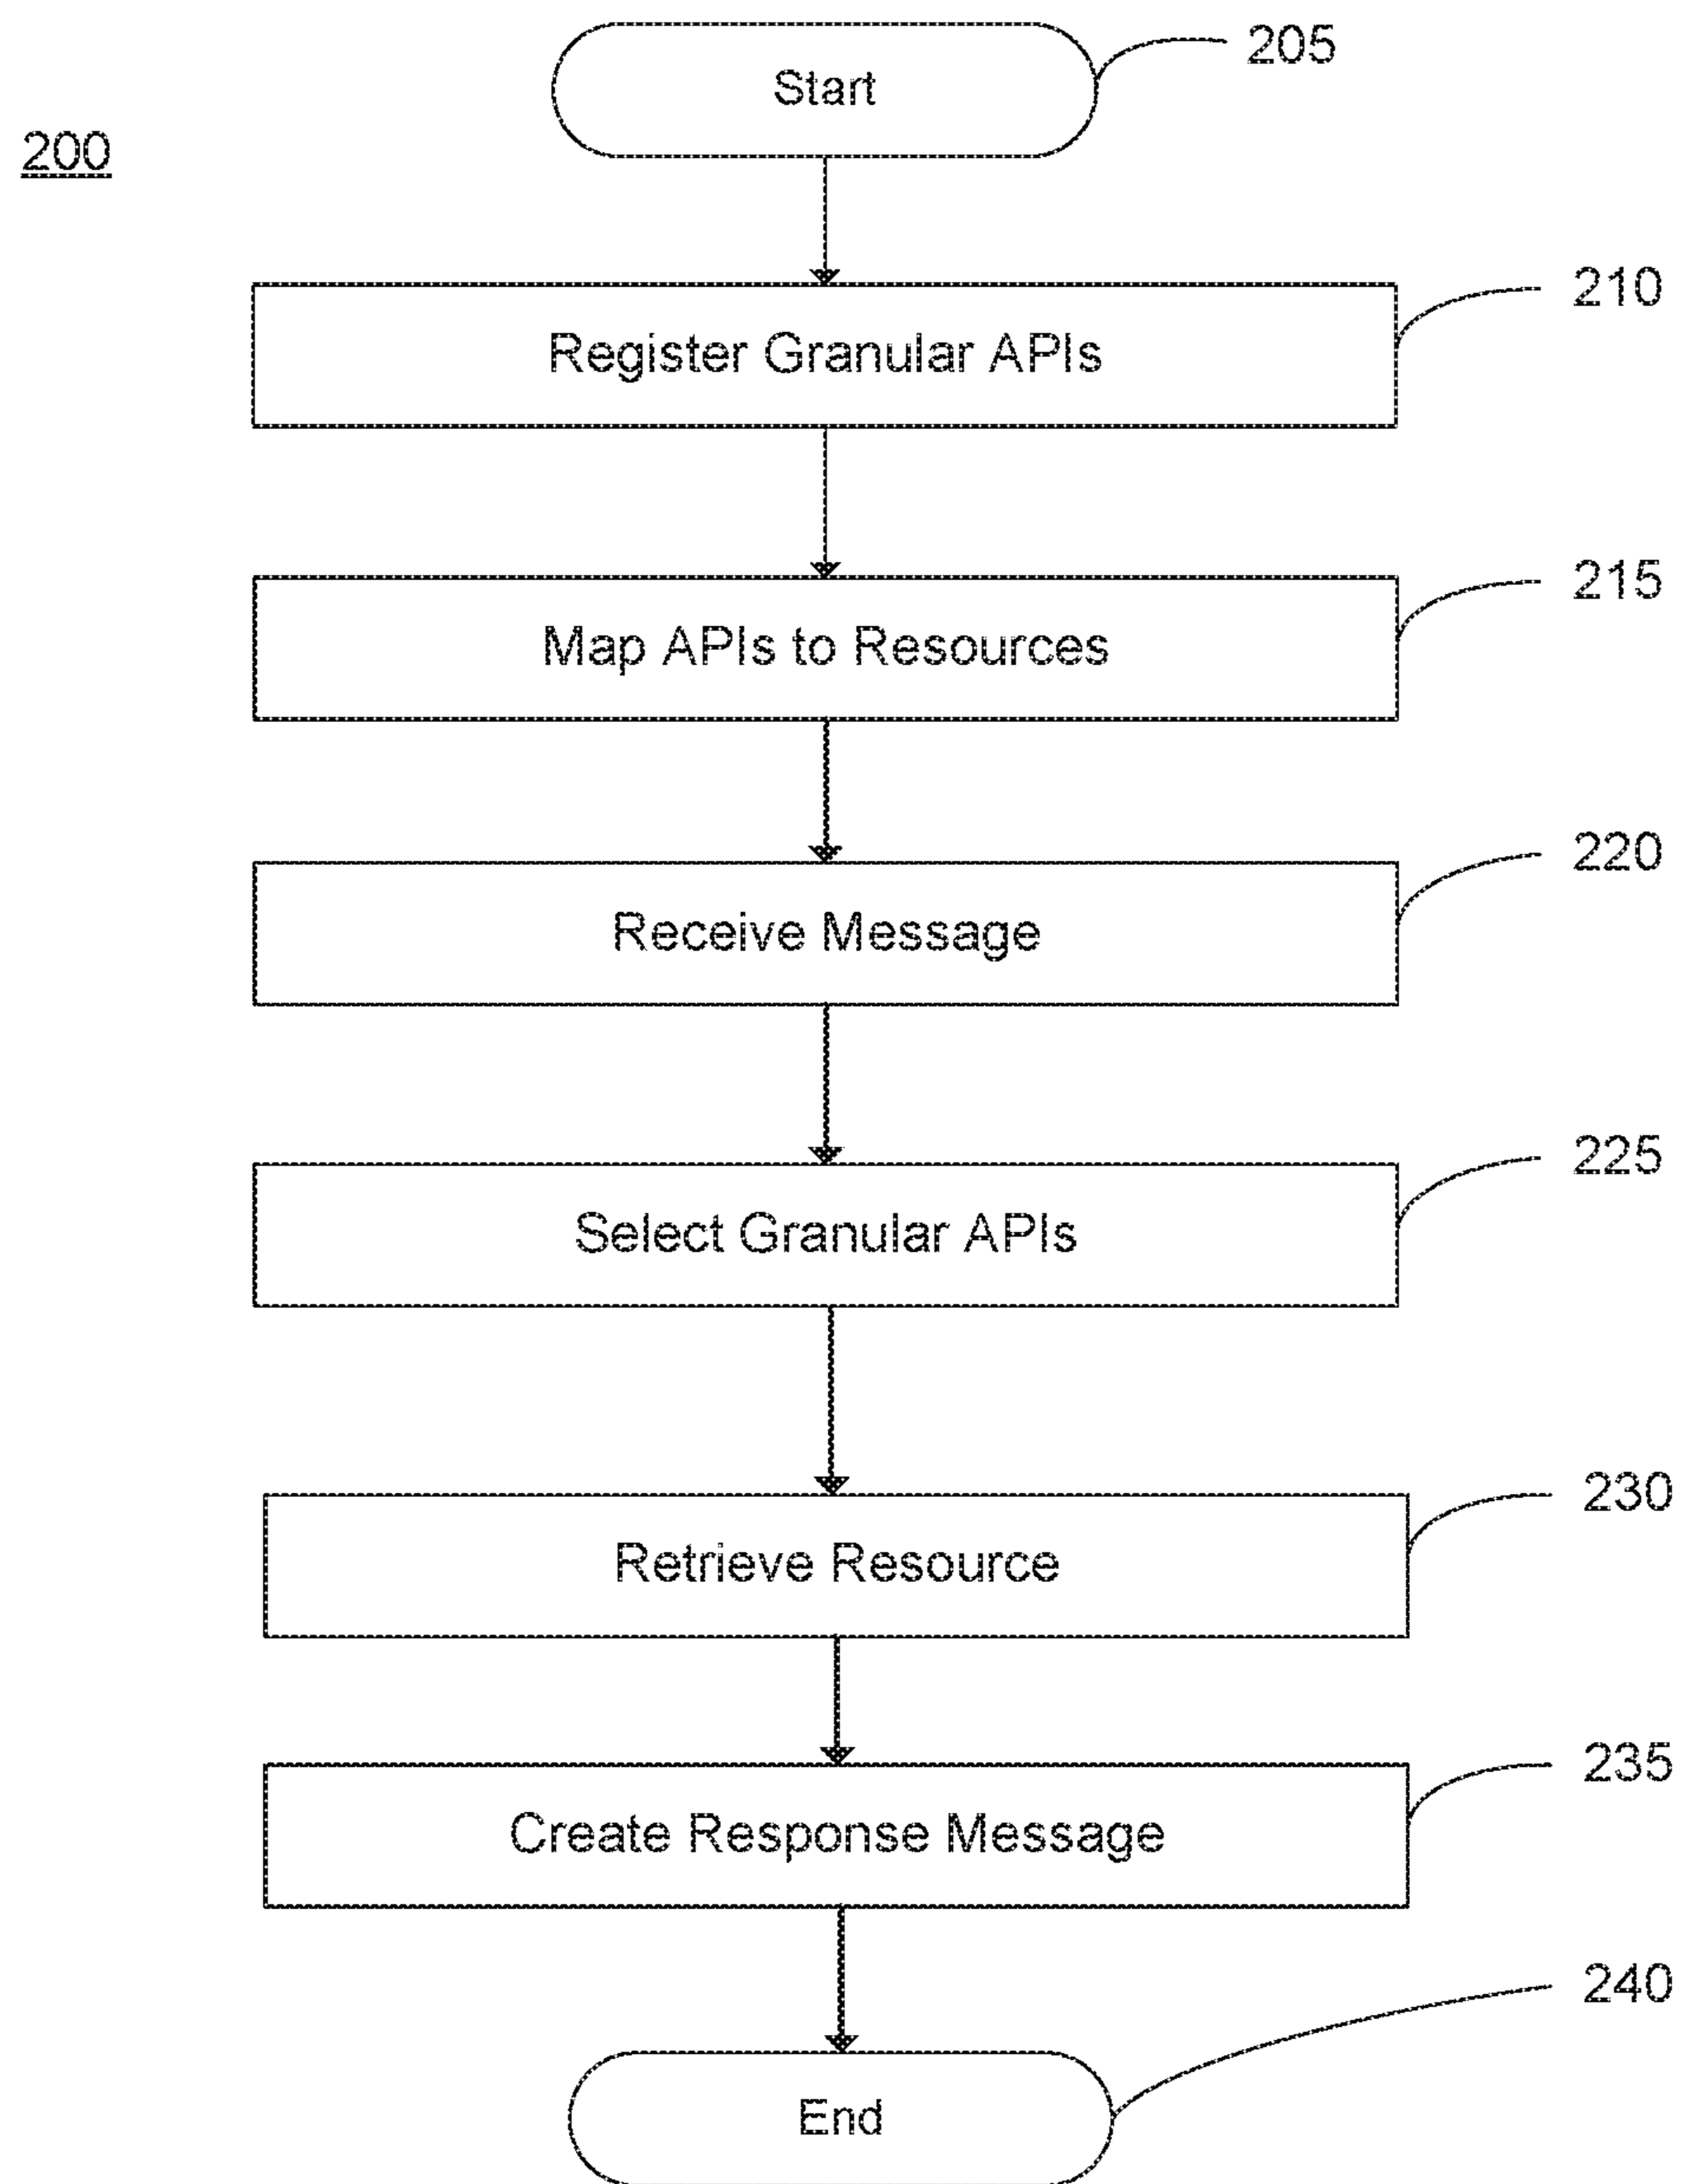 205
Start
200
210
Register Granular APIs
215
Map APIs to Resources
220
Receive Message
225
Select Granular APIs
230
Retrieve Resource
235
Create Response Message
240
End